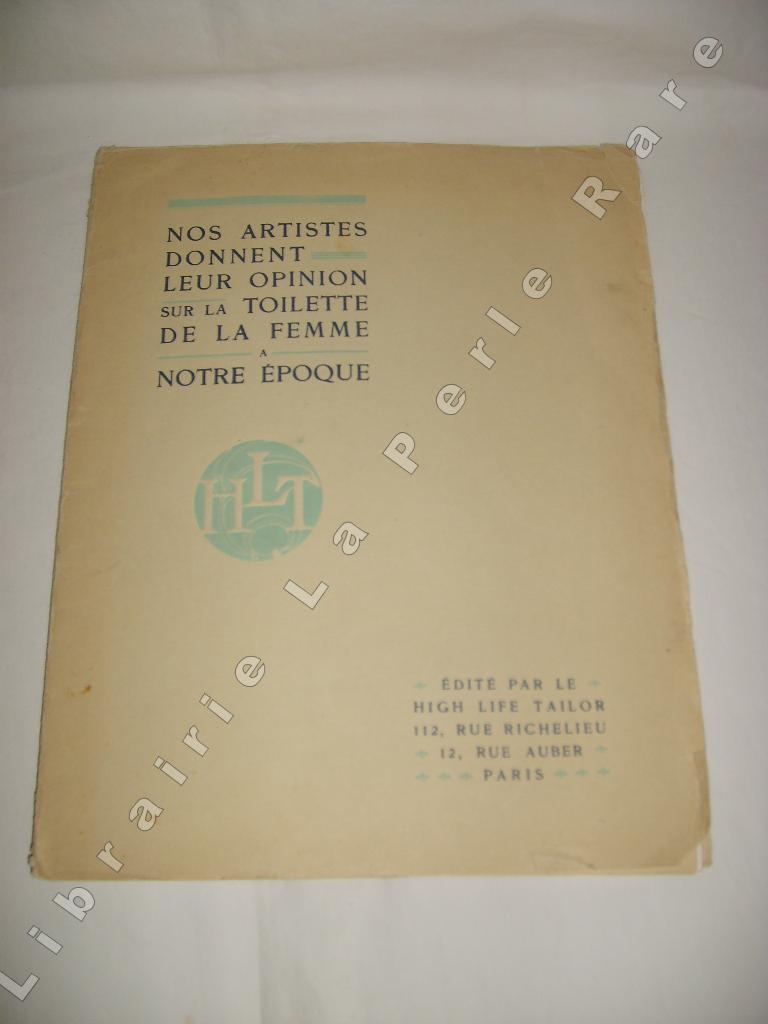 NOS ARTISTES
DONNENT
LEUR OPINION
SUR LA TOILETTE
DE LA FEMME
A
NOTRE ÉPOQUE
HLT
ÉDITÉ PAR LE
HIGH LIFE TAILOR
112, RUE RICHELIEU
12, RUE AUBER
PARIS
Librairie La Perle Rare